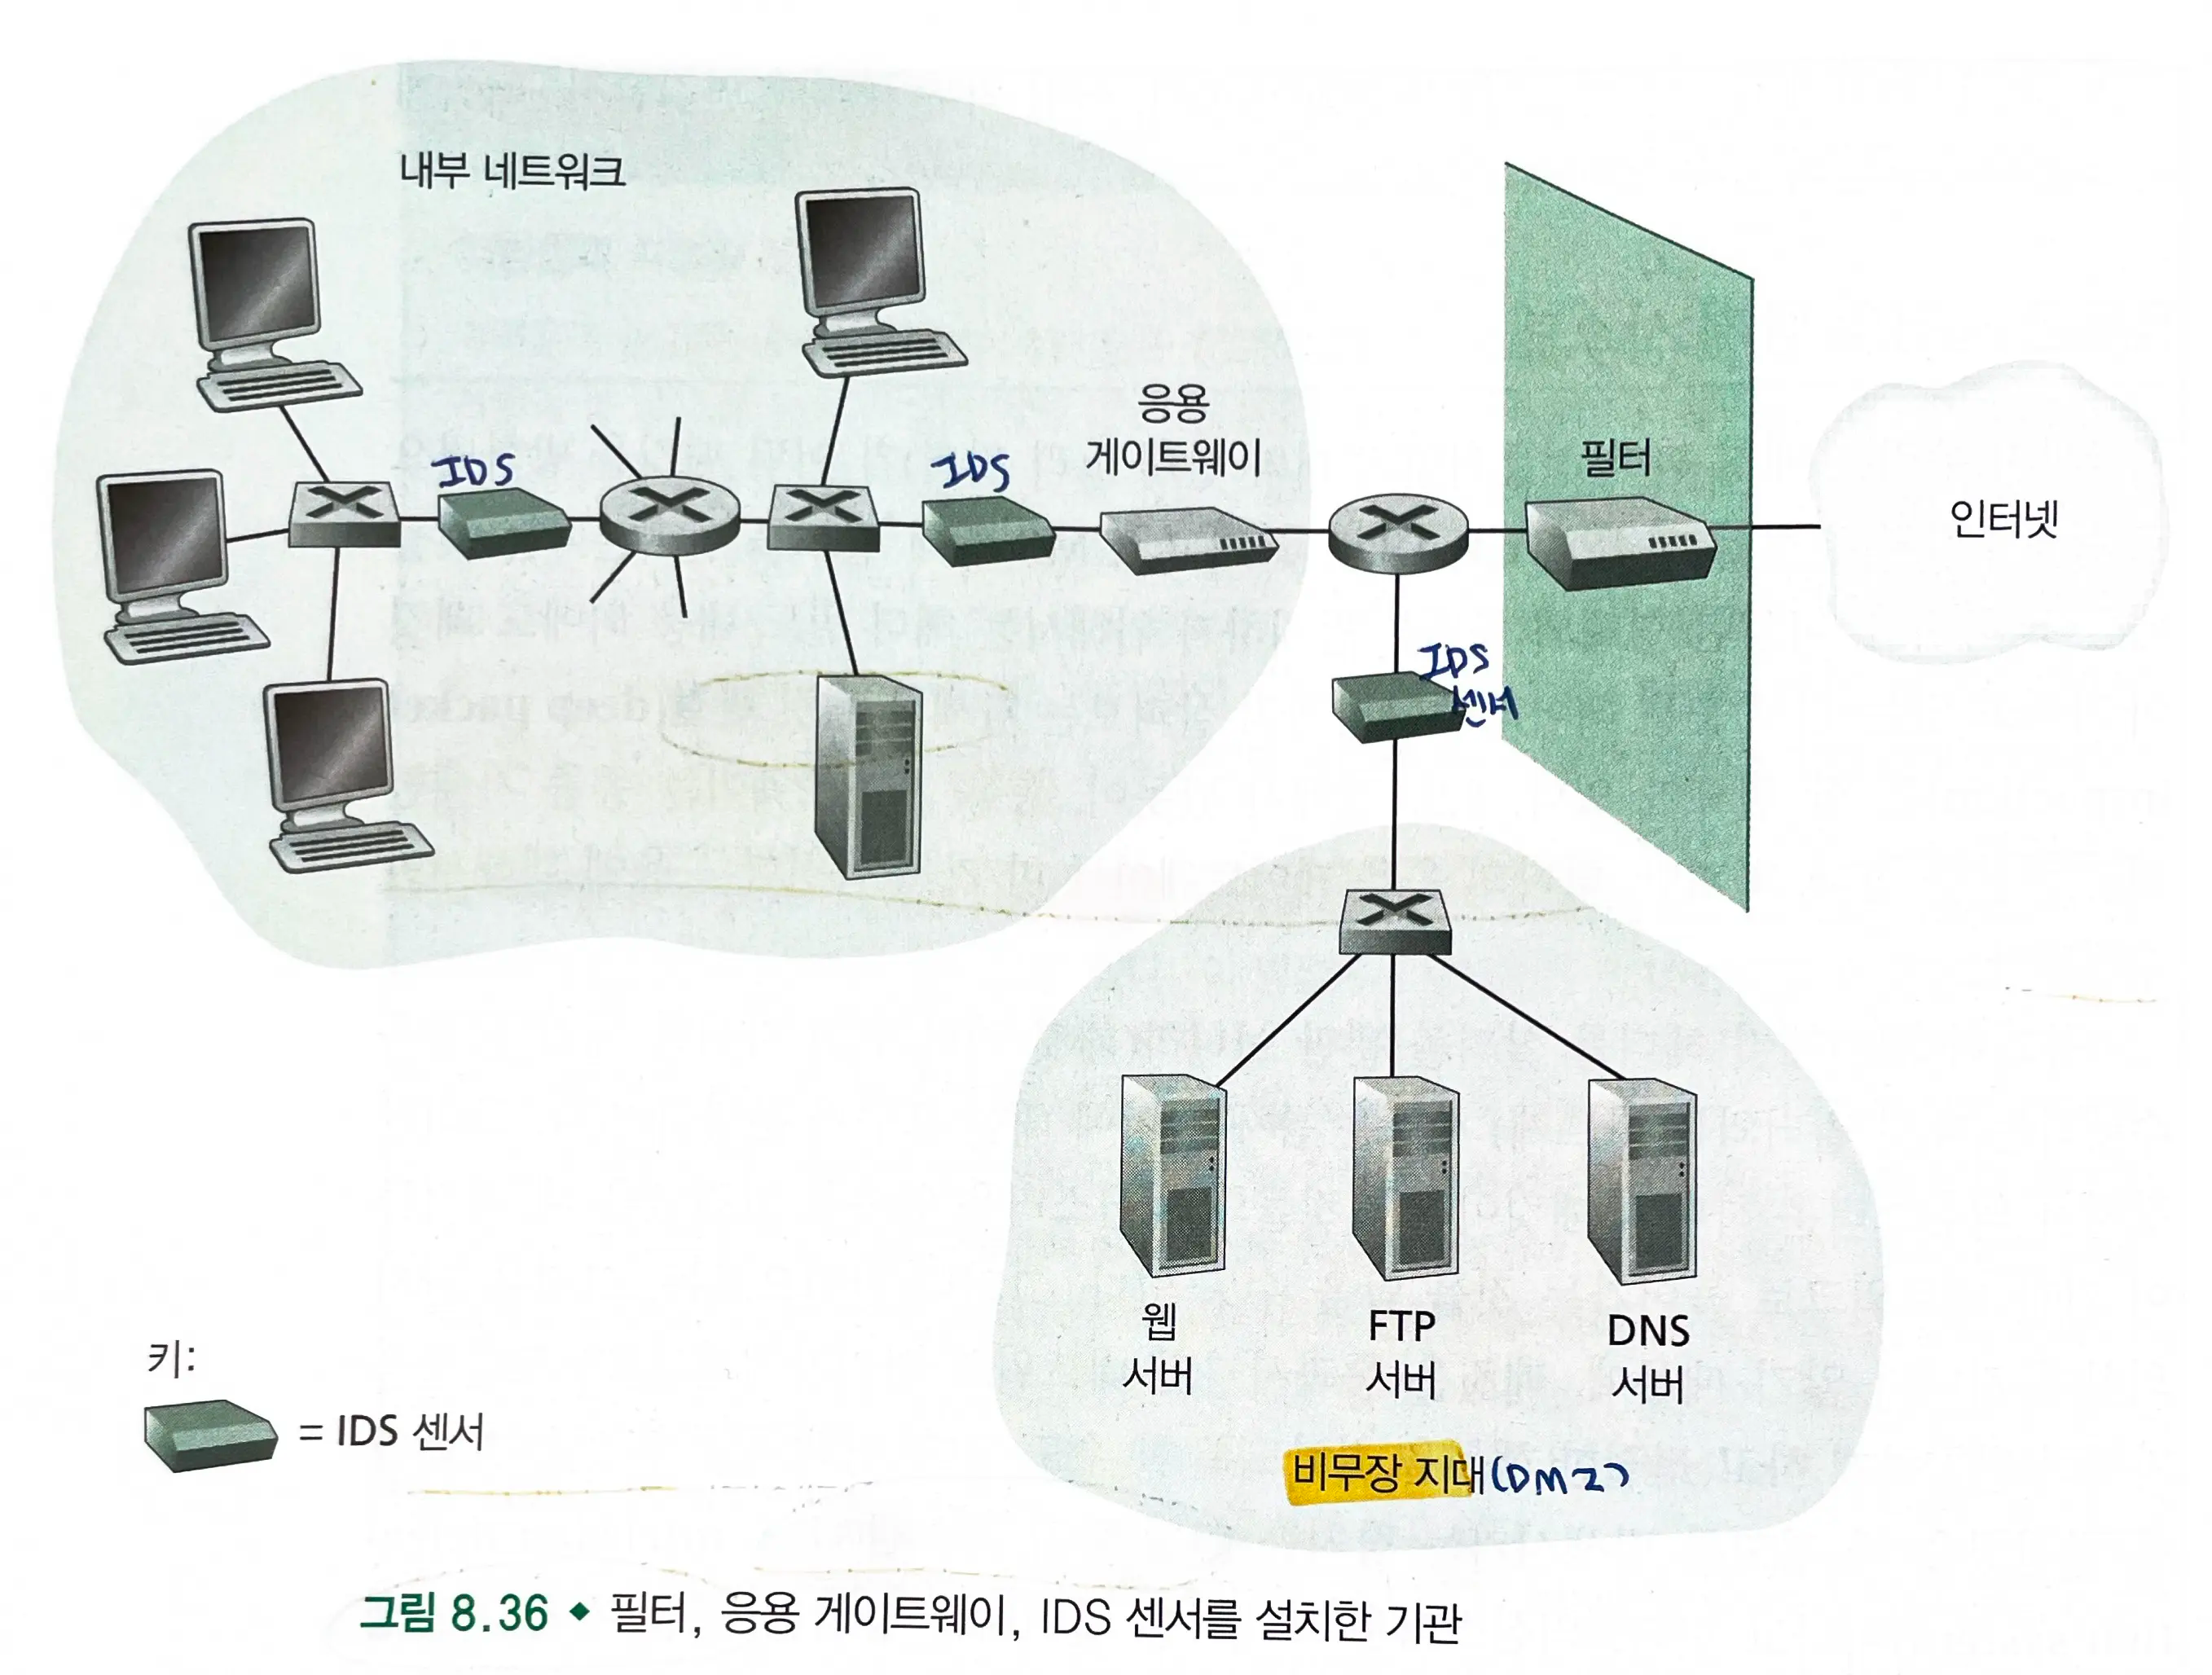 내부 네트워크
응용
게이트웨이
필터
인터넷
IDS
IDS
IDS
센서
웹
서버
FTP
서버
DNS
서버
키:
= IDS 센서
비무장 지대(DMZ)
그림 8.36 ◆ 필터, 응용 게이트웨이, IDS 센서를 설치한 기관